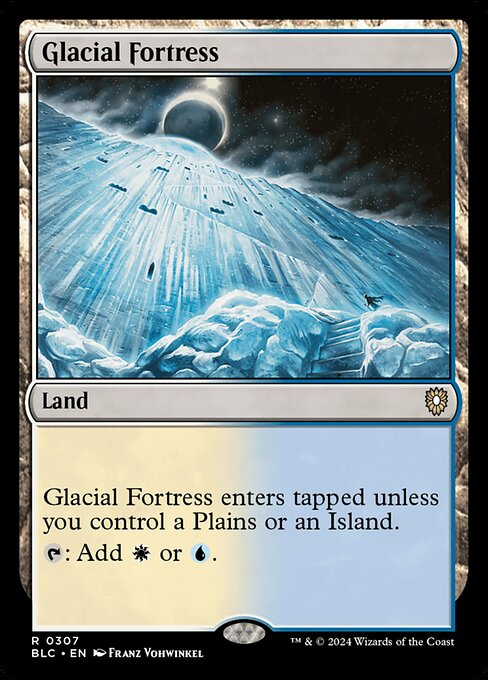 Glacial Fortress
Land
Glacial Fortress enters tapped unless
you control a Plains or an Island.
: Add or .
R 0307
BLC • EN Franz Vohwinkel
™ & © 2024 Wizards of the Coast